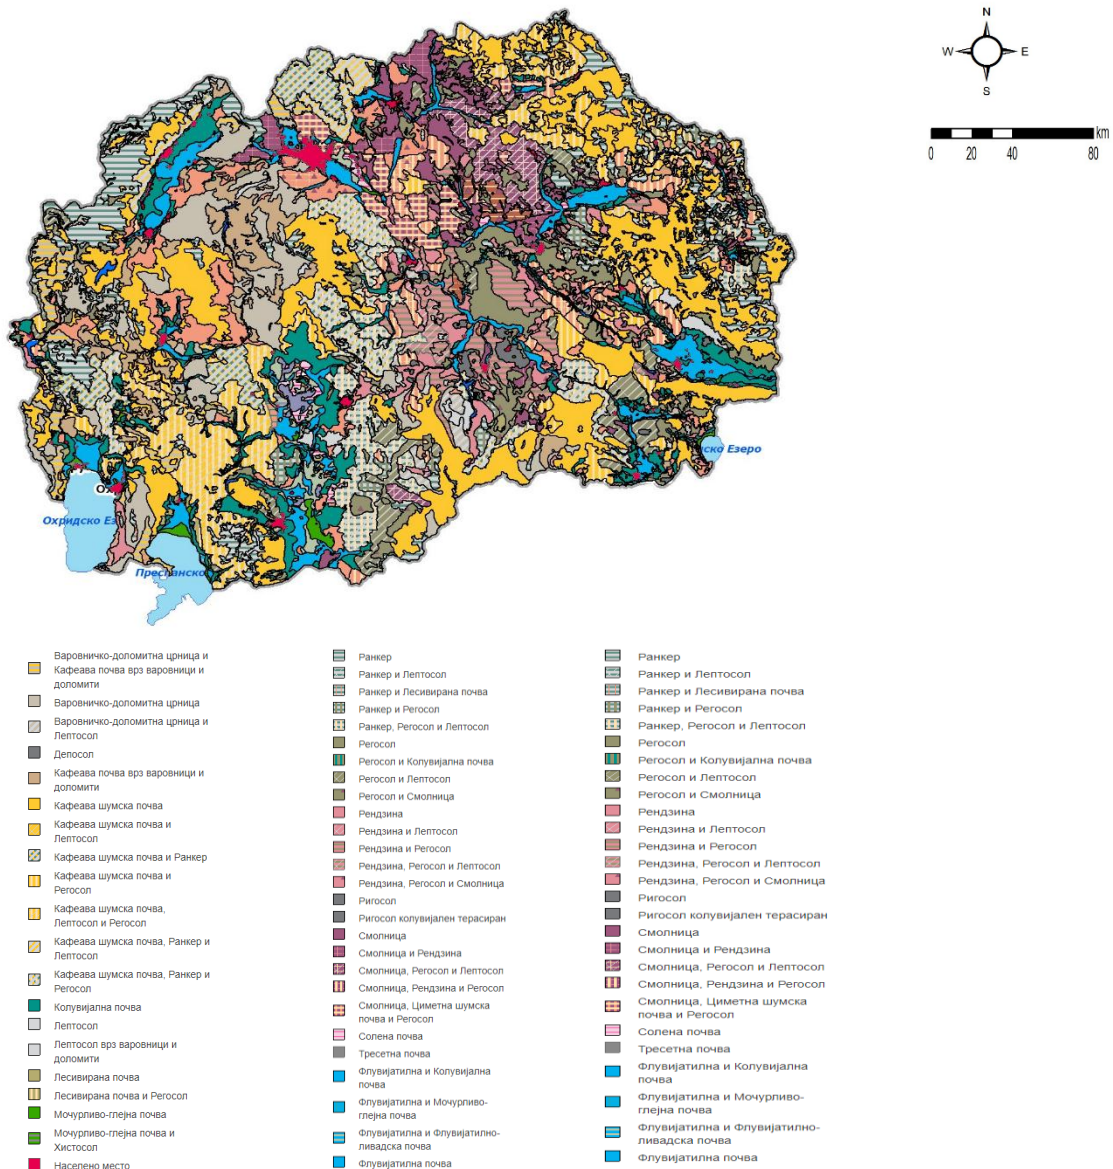 N
W
E
S
km
0
20
40
80
Езеро
Охридско Ез
Преспанско
Варовничко-доломитна црница и
Кафеава почва врз варовници и
доломити
Варовничко-доломитна црница
Варовничко-доломитна црница и
Лептосол
Депосол
Кафеава почва врз варовници и
доломити
Кафеава шумска почва
Кафеава шумска почва и
Лептосол
Кафеава шумска почва и Ранкер
Кафеава шумска почва и
Регосол
Кафеава шумска почва,
Лептосол и Регосол
Кафеава шумска почва, Ранкер и
Лептосол
Кафеава шумска почва, Ранкер и
Регосол
Колувијална почва
Лептосол
Лептосол врз варовници и
доломити
Лесивирана почва
Лесивирана почва и Регосол
Мочурливо-глејна почва
Мочурливо-глејна почва и
Хистосол
Населено место
Ранкер
Ранкер и Лептосол
Ранкер и Лесивирана почва
Ранкер и Регосол
Ранкер, Регосол и Лептосол
Регосол
Регосол и Колувијална почва
Регосол и Лептосол
Регосол и Смолница
Рендзина
Рендзина и Лептосол
Рендзина и Регосол
Рендзина, Регосол и Лептосол
Рендзина, Регосол и Смолница
Ригосол
Ригосол колувијален терасиран
Смолница
Смолница и Рендзина
Смолница, Регосол и Лептосол
Смолница, Рендзина и Регосол
Смолница, Циметна шумска
почва и Регосол
Солена почва
Тресетна почва
Флувијатилна и Колувијална
почва
Флувијатилна и Мочурливо-
глејна почва
Флувијатилна и Флувијатилно-
ливадска почва
Флувијатилна почва
Ранкер
Ранкер и Лептосол
Ранкер и Лесивирана почва
Ранкер и Регосол
Ранкер, Регосол и Лептосол
Регосол
Регосол и Колувијална почва
Регосол и Лептосол
Регосол и Смолница
Рендзина
Рендзина и Лептосол
Рендзина и Регосол
Рендзина, Регосол и Лептосол
Рендзина, Регосол и Смолница
Ригосол
Ригосол колувијален терасиран
Смолница
Смолница и Рендзина
Смолница, Регосол и Лептосол
Смолница, Рендзина и Регосол
Смолница, Циметна шумска
почва и Регосол
Солена почва
Тресетна почва
Флувијатилна и Колувијална
почва
Флувијатилна и Мочурливо-
глејна почва
Флувијатилна и Флувијатилно-
ливадска почва
Флувијатилна почва